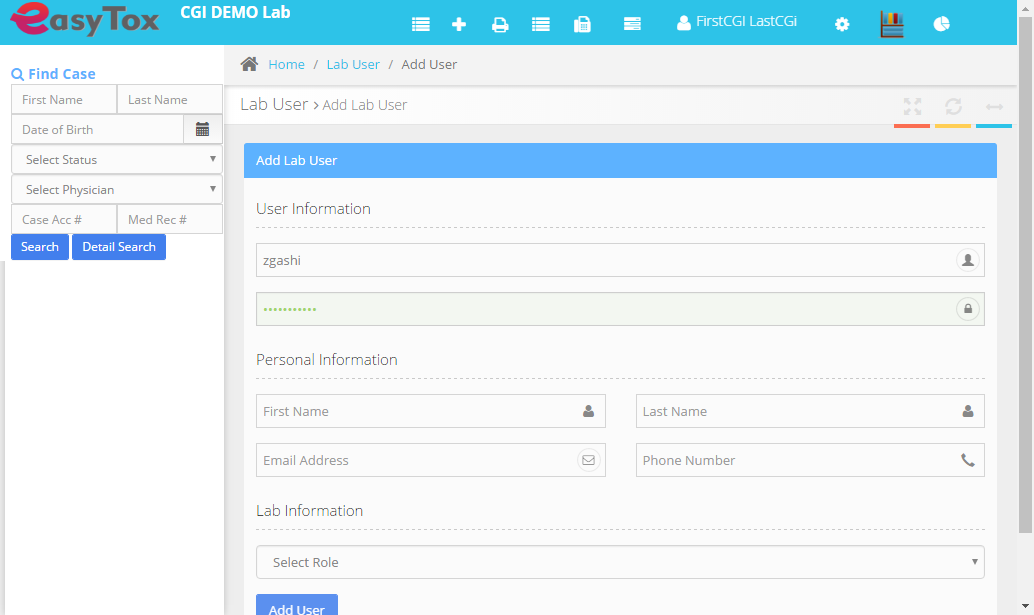 easyTox
CGI DEMO Lab
FirstCGI LastCGi
Find Case
First Name
Last Name
Date of Birth
Select Status
Select Physician
Case Acc #
Med Rec #
Search
Detail Search
Home / Lab User / Add User
Lab User > Add Lab User
Add Lab User
User Information
zgashi
•••••••••••
Personal Information
First Name
Last Name
Email Address
Phone Number
Lab Information
Select Role
Add User